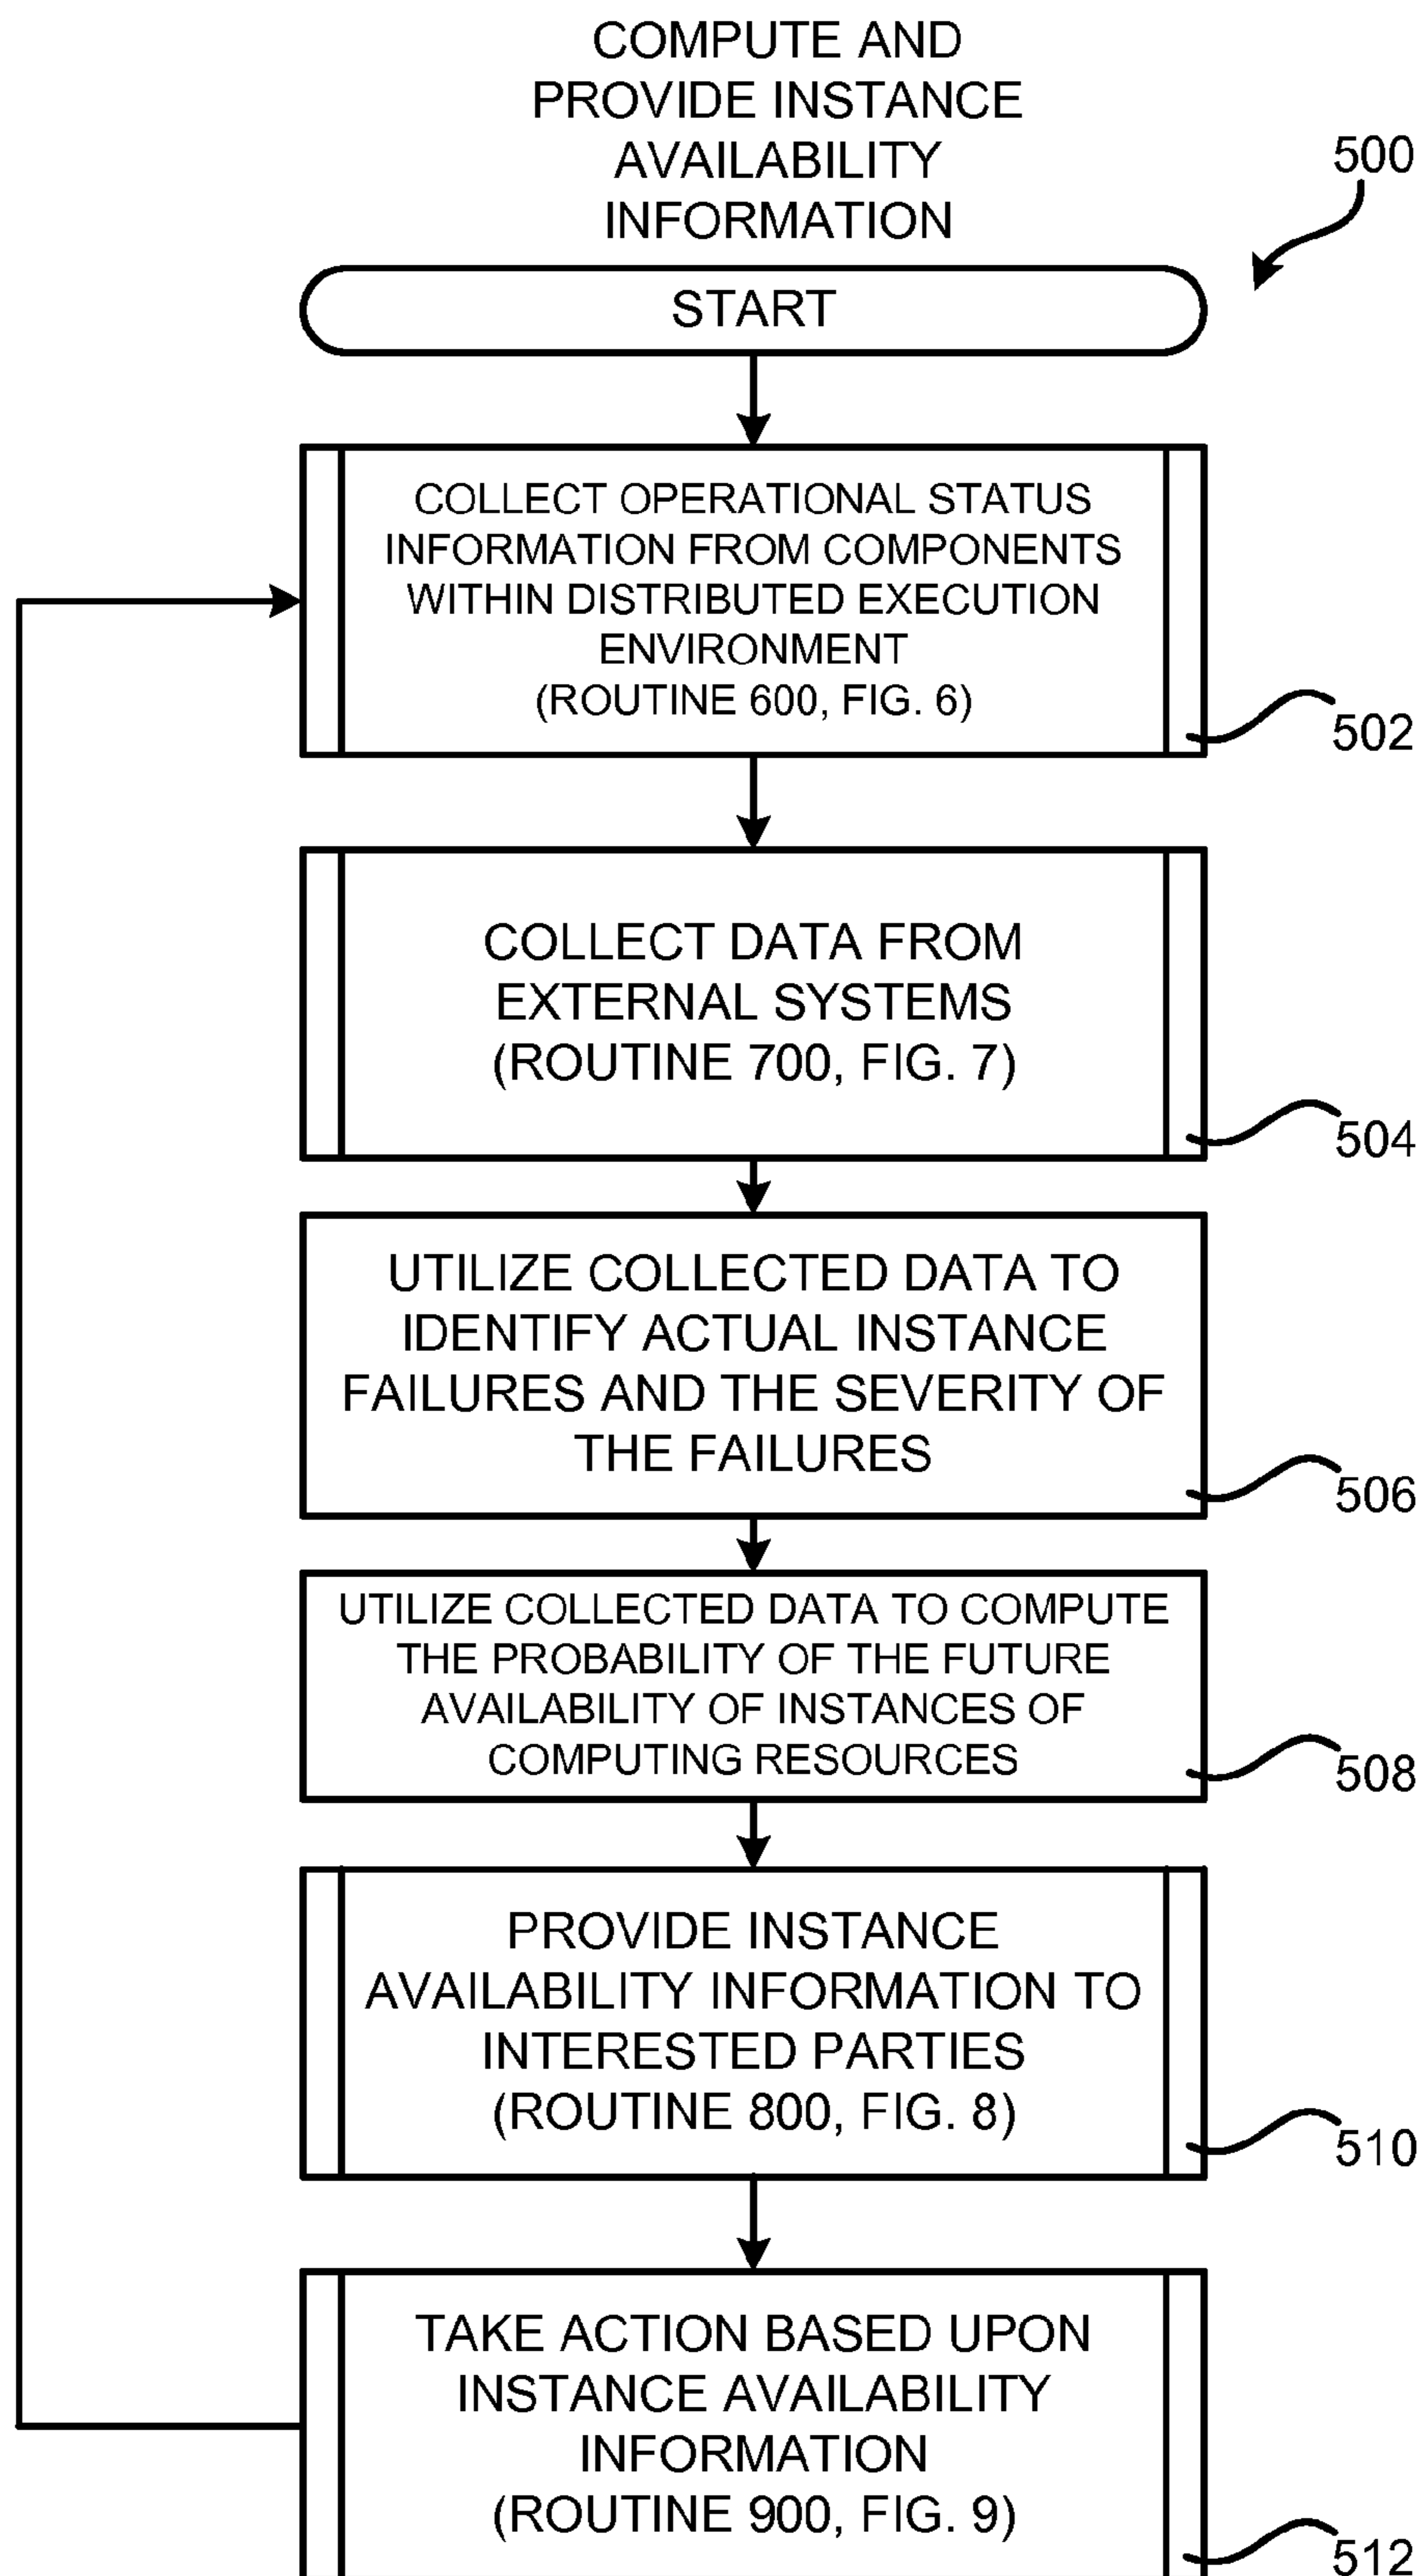 COMPUTE AND
PROVIDE INSTANCE
AVAILABILITY
INFORMATION
500
START
COLLECT OPERATIONAL STATUS
INFORMATION FROM COMPONENTS
WITHIN DISTRIBUTED EXECUTION
ENVIRONMENT
(ROUTINE 600, FIG. 6)
502
COLLECT DATA FROM
EXTERNAL SYSTEMS
(ROUTINE 700, FIG. 7)
504
UTILIZE COLLECTED DATA TO
IDENTIFY ACTUAL INSTANCE
FAILURES AND THE SEVERITY OF
THE FAILURES
506
UTILIZE COLLECTED DATA TO COMPUTE
THE PROBABILITY OF THE FUTURE
AVAILABILITY OF INSTANCES OF
COMPUTING RESOURCES
508
PROVIDE INSTANCE
AVAILABILITY INFORMATION TO
INTERESTED PARTIES
(ROUTINE 800, FIG. 8)
510
TAKE ACTION BASED UPON
INSTANCE AVAILABILITY
INFORMATION
(ROUTINE 900, FIG. 9)
512